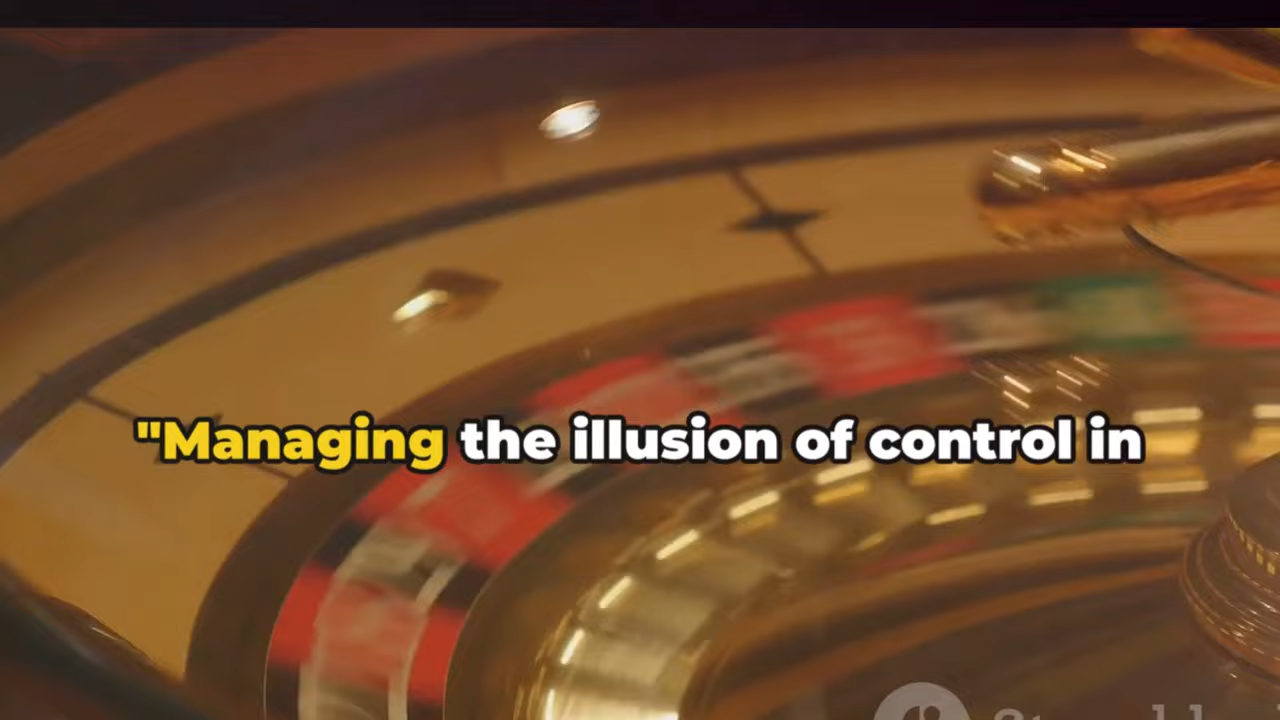 "Managing the illusion of control in